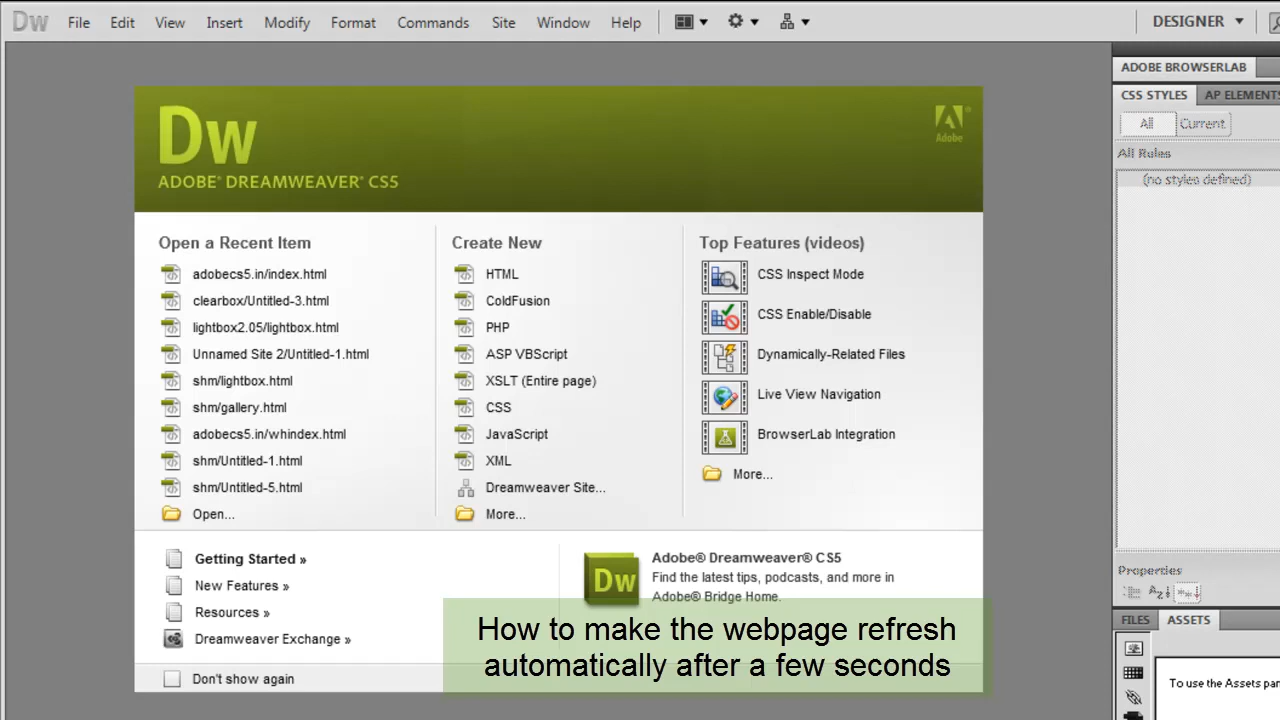 Dw File Edit View Insert Modify Format Commands Site Window Help DESIGNER
ADOBE BROWSERLAB
CSS STYLES AP ELEMENTS
All Current
All Rules
(no styles defined)
Dw
Adobe
ADOBE® DREAMWEAVER® CS5
Open a Recent Item
adobecs5.in/index.html
clearbox/Untitled-3.html
lightbox2.05/lightbox.html
Unnamed Site 2/Untitled-1.html
shm/lightbox.html
shm/gallery.html
adobecs5.in/whindex.html
shm/Untitled-1.html
shm/Untitled-5.html
Open...
Create New
HTML
ColdFusion
PHP
ASP VBScript
XSLT (Entire page)
CSS
JavaScript
XML
Dreamweaver Site...
More...
Top Features (videos)
CSS Inspect Mode
CSS Enable/Disable
Dynamically-Related Files
Live View Navigation
BrowserLab Integration
More...
Getting Started »
New Features »
Resources »
Dreamweaver Exchange »
Don't show again
Dw
Adobe® Dreamweaver® CS5
Find the latest tips, podcasts, and more in
Adobe® Bridge Home.
How to make the webpage refresh
automatically after a few seconds
Properties
FILES ASSETS
To use the Assets